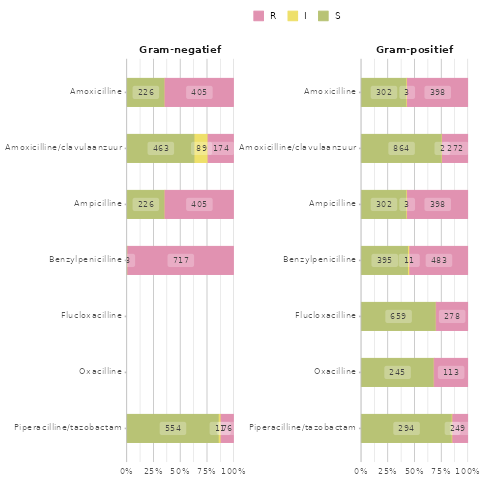 R I S
Gram-negatief Gram-positief
Amoxicilline 226 405 Amoxicilline 302 3 398
Amoxicilline/clavulaanzuur 463 89 174 Amoxicilline/clavulaanzuur 864 2 272
Ampicilline 226 405 Ampicilline 302 3 398
Benzylpenicilline 3 717 Benzylpenicilline 395 11 483
Flucloxacilline Flucloxacilline 659 278
Oxacilline Oxacilline 245 113
Piperacilline/tazobactam 554 11 76 Piperacilline/tazobactam 294 2 49
0% 25% 50% 75% 100% 0% 25% 50% 75% 100%